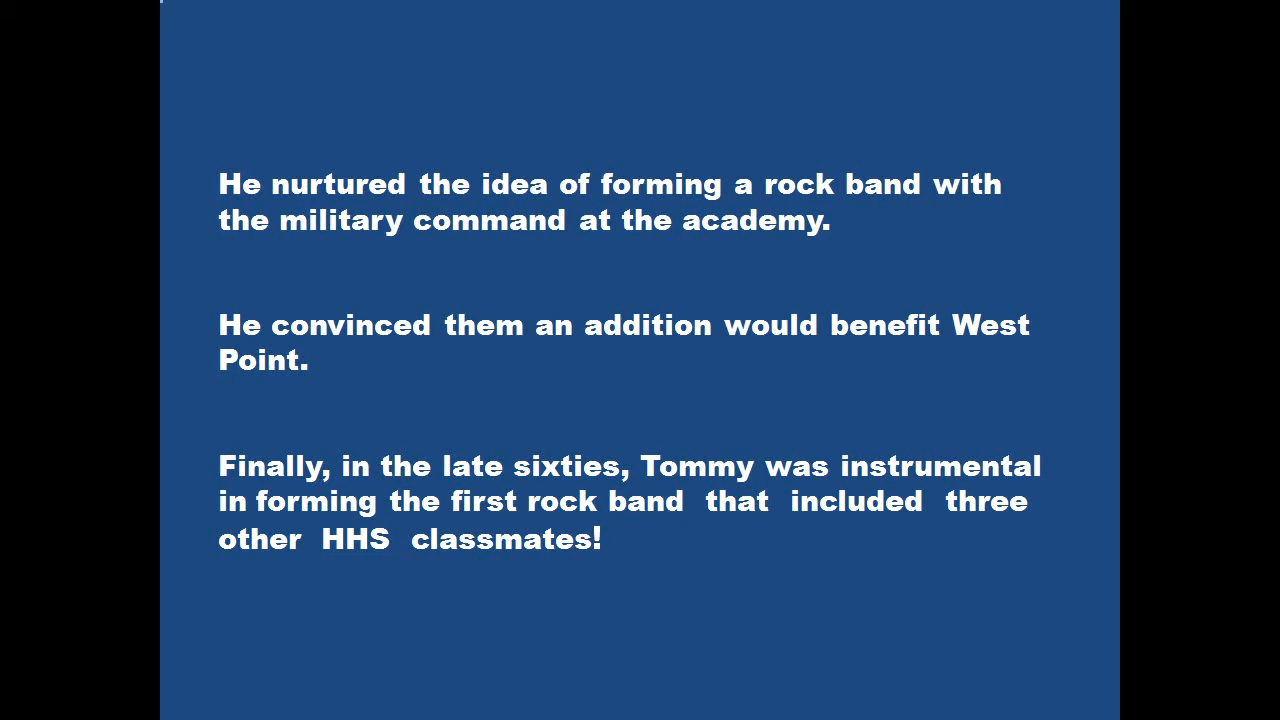 He nurtured the idea of forming a rock band with
the military command at the academy.
He convinced them an addition would benefit West
Point.
Finally, in the late sixties, Tommy was instrumental
in forming the first rock band that included three
other HHS classmates!